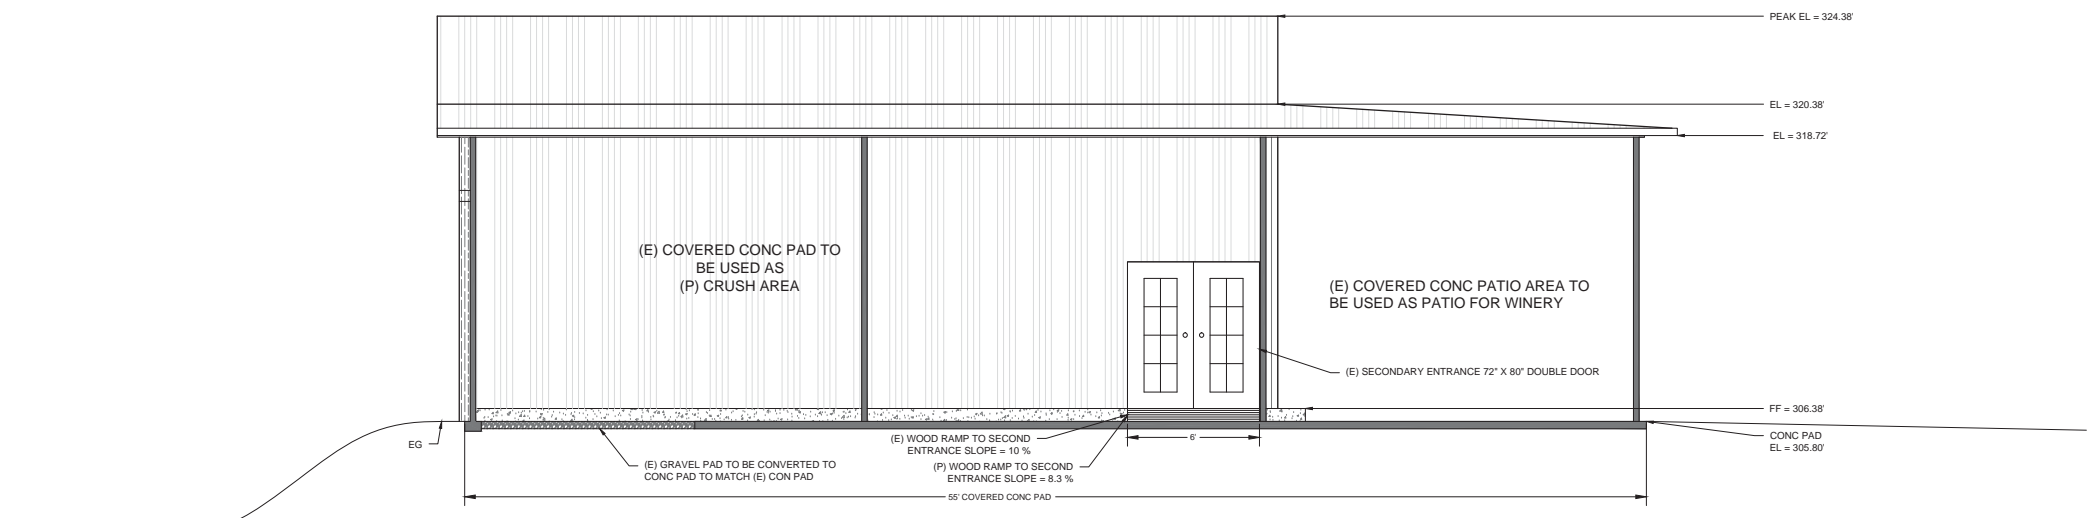 PEAK EL = 324.38'
EL = 320.38'
EL = 318.72'
(E) COVERED CONC PAD TO
BE USED AS
(P) CRUSH AREA
(E) COVERED CONC PATIO AREA TO
BE USED AS PATIO FOR WINERY
(E) SECONDARY ENTRANCE 72" X 80" DOUBLE DOOR
FF = 306.38'
CONC PAD
EL = 305.80'
EG
(E) WOOD RAMP TO SECOND
ENTRANCE SLOPE = 10 %
6'
(E) GRAVEL PAD TO BE CONVERTED TO
CONC PAD TO MATCH (E) CON PAD
(P) WOOD RAMP TO SECOND
ENTRANCE SLOPE = 8.3 %
55' COVERED CONC PAD